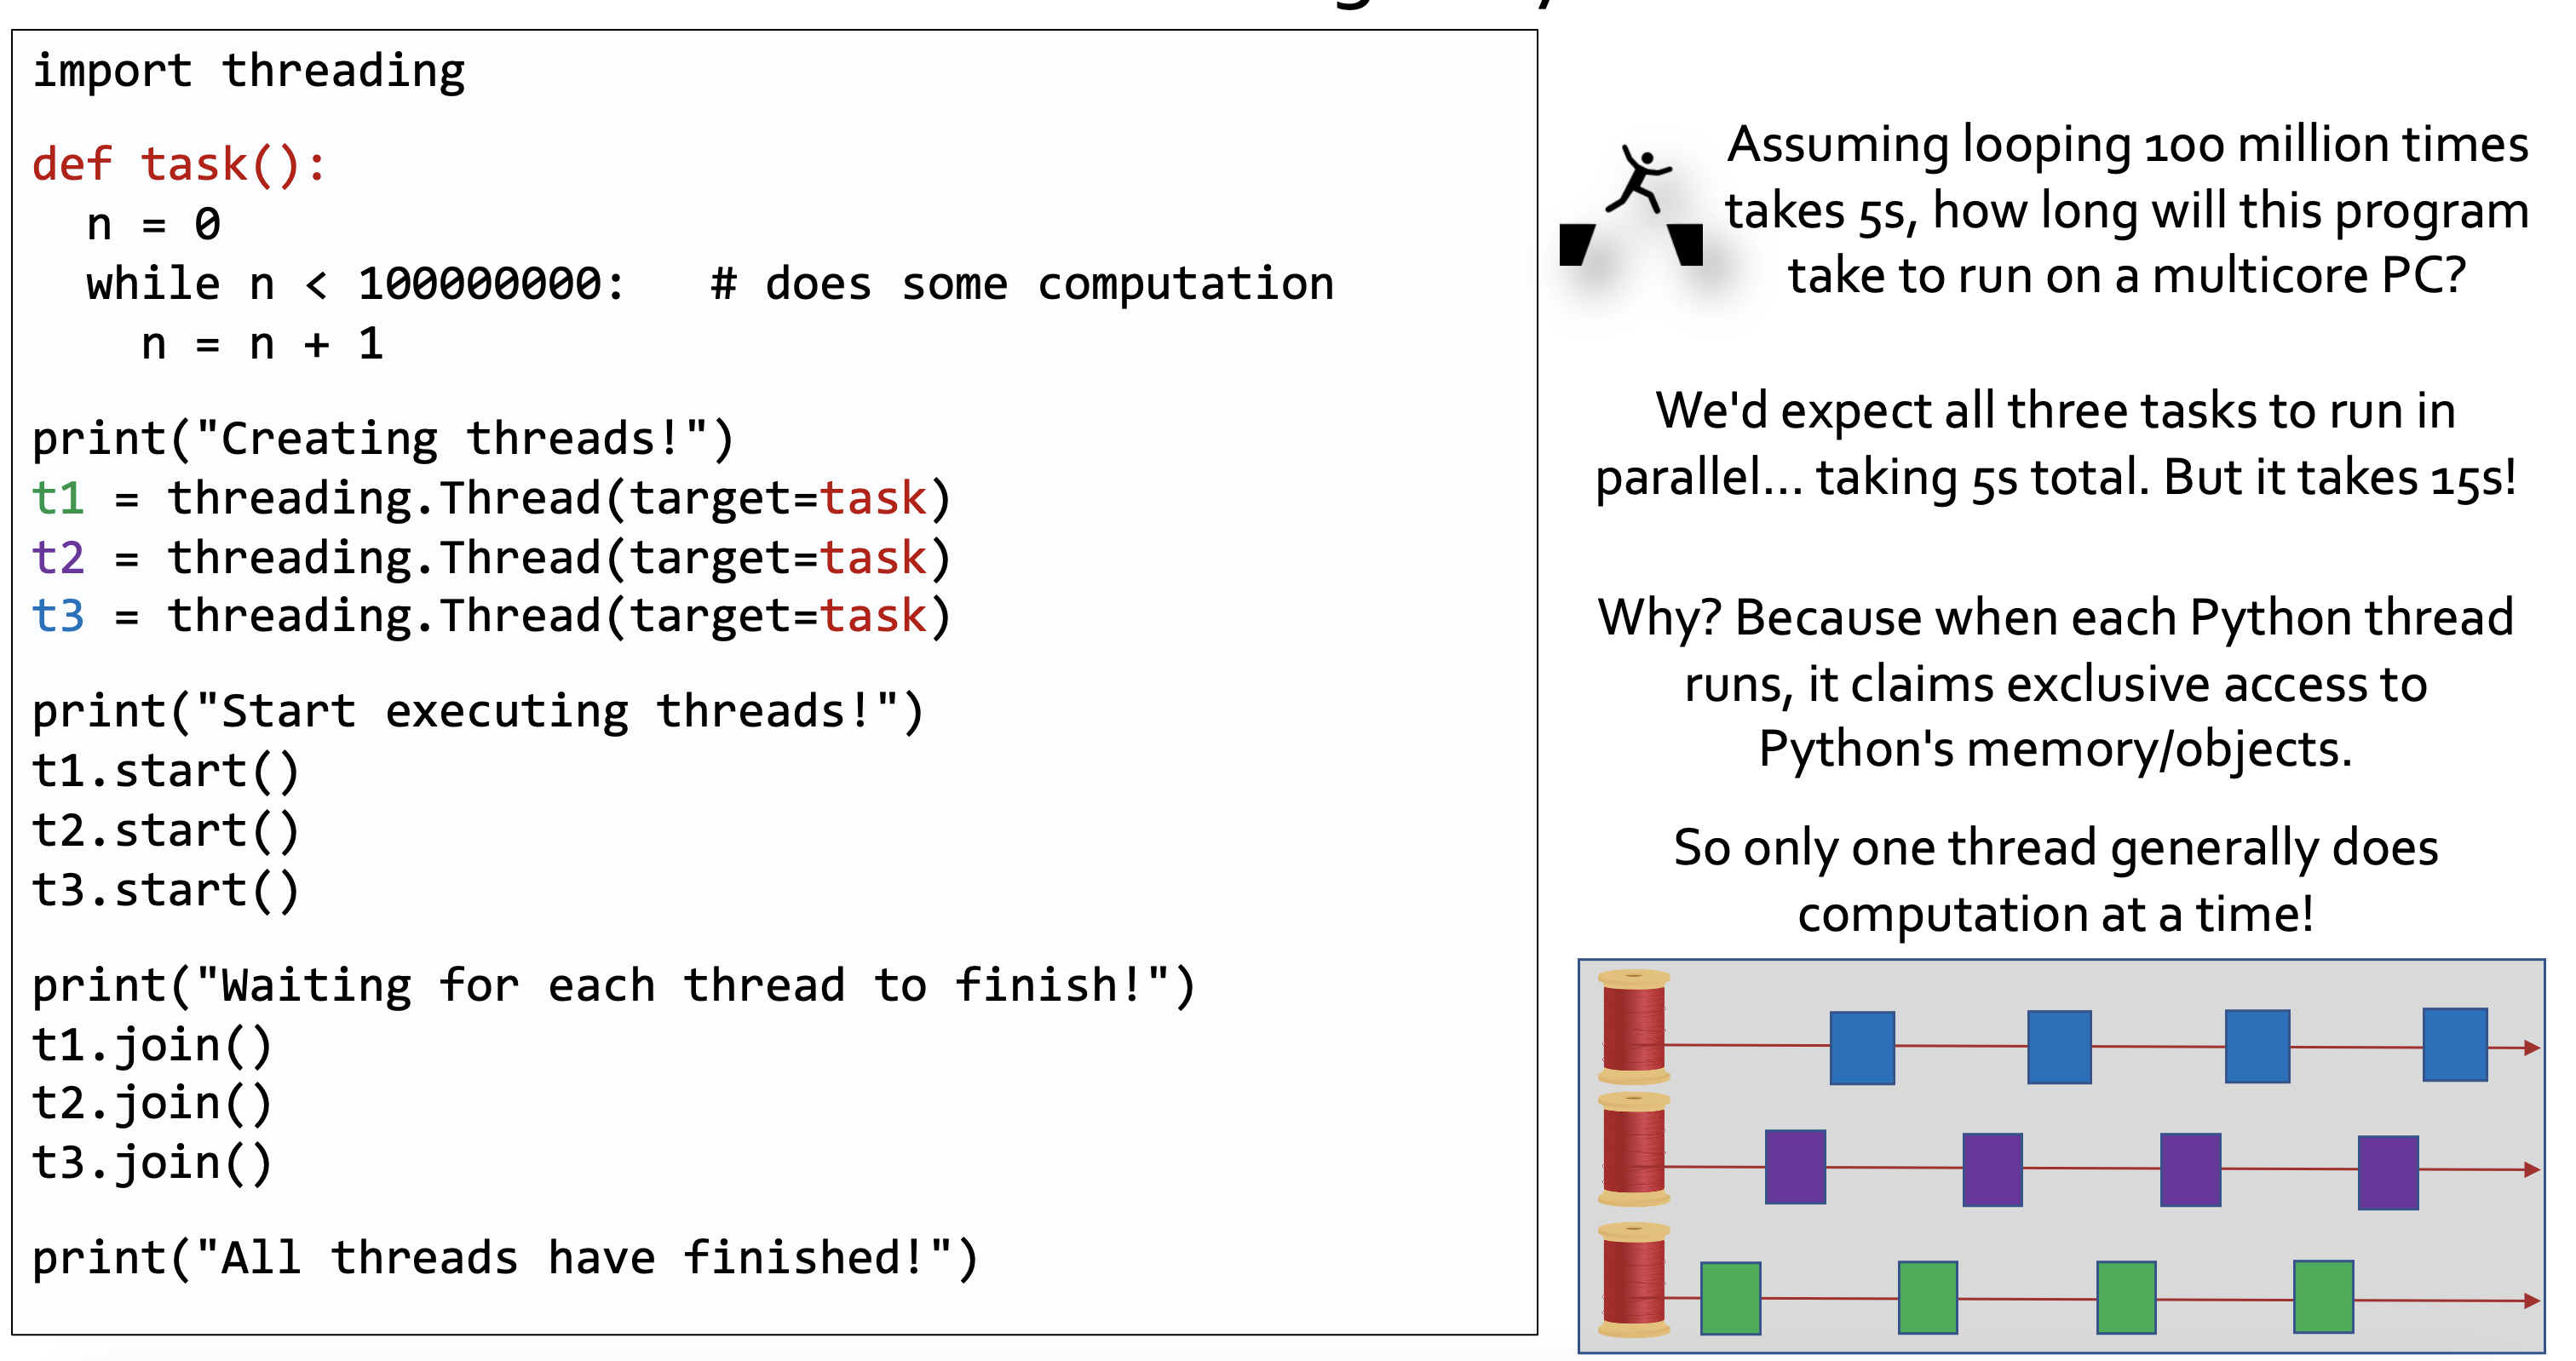 import threading
def task():
  n = 0
  while n < 100000000:   # does some computation
    n = n + 1
print("Creating threads!")
t1 = threading.Thread(target=task)
t2 = threading.Thread(target=task)
t3 = threading.Thread(target=task)
print("Start executing threads!")
t1.start()
t2.start()
t3.start()
print("Waiting for each thread to finish!")
t1.join()
t2.join()
t3.join()
print("All threads have finished!")
Assuming looping 100 million times
takes 5s, how long will this program
take to run on a multicore PC?
We'd expect all three tasks to run in
parallel... taking 5s total. But it takes 15s!
Why? Because when each Python thread
runs, it claims exclusive access to
Python's memory/objects.
So only one thread generally does
computation at a time!